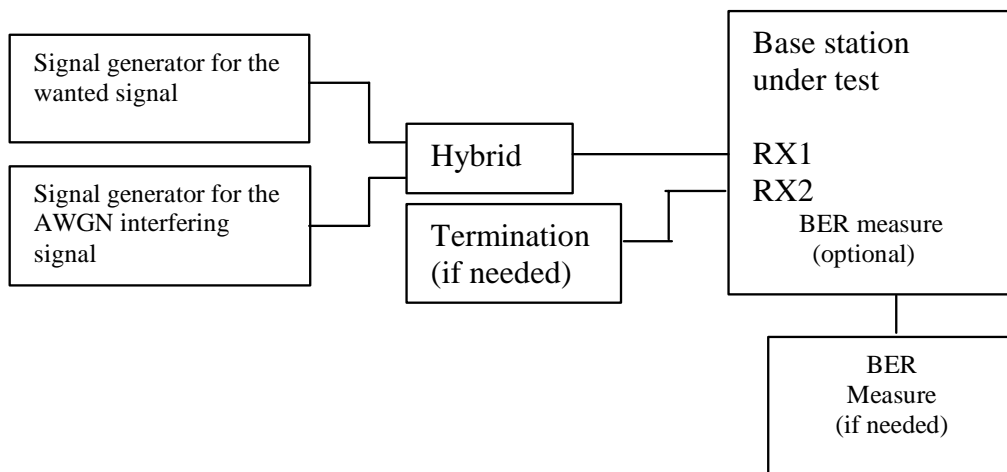 Signal generator for the
wanted signal
Signal generator for the
AWGN interfering
signal
Hybrid
Termination
(if needed)
Base station
under test
RX1
RX2
BER measure
(optional)
BER
Measure
(if needed)